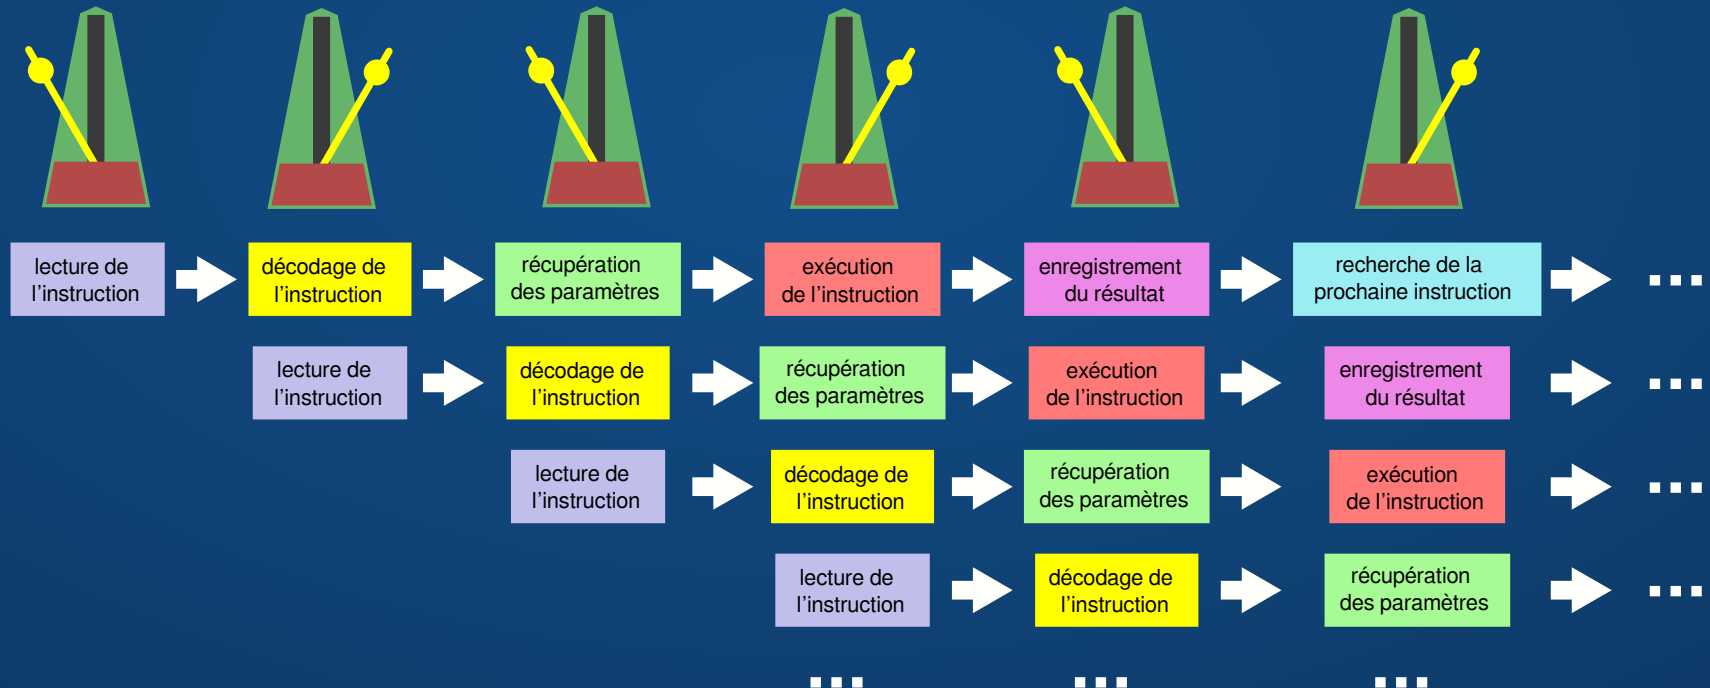 lecture de
l'instruction
décodage de
l'instruction
récupération
des paramètres
exécution
de l'instruction
enregistrement
du résultat
recherche de la
prochaine instruction
...
lecture de
l'instruction
décodage de
l'instruction
récupération
des paramètres
exécution
de l'instruction
enregistrement
du résultat
...
lecture de
l'instruction
décodage de
l'instruction
récupération
des paramètres
exécution
de l'instruction
...
lecture de
l'instruction
décodage de
l'instruction
récupération
des paramètres
...
...
...
...